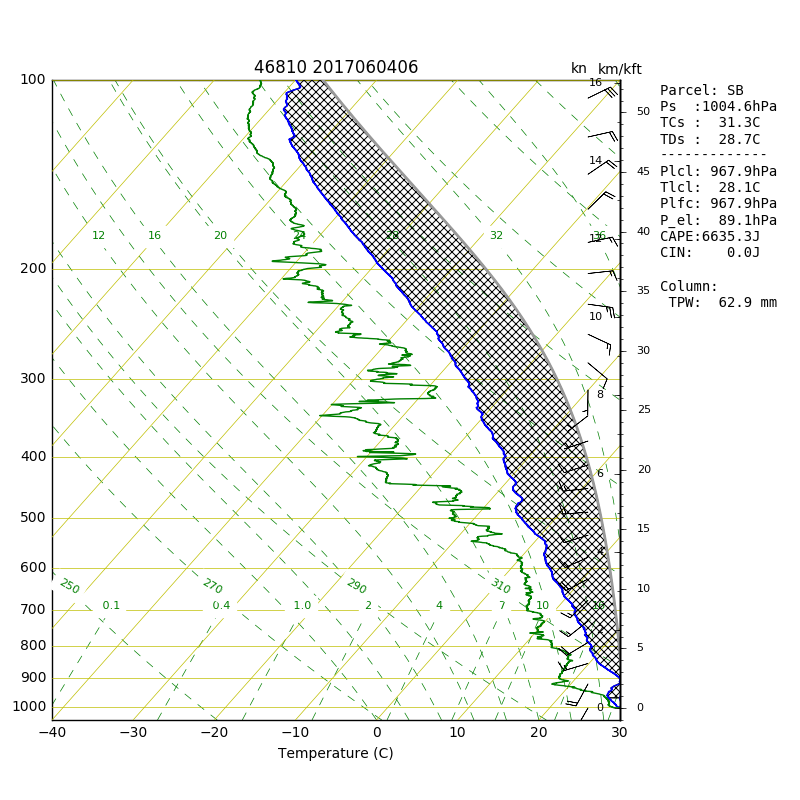 46810 2017060406
kn km/kft
100
200
300
400
500
600
700
800
900
1000
−40 −30 −20 −10 0 10 20 30
Temperature (C)
12 16 20 24 28 32 36
250 270 290 310
0.1 0.4 1.0 2 4 7 10 16
16
14
12
10
8
6
4
0
50
45
40
35
30
25
20
15
10
5
0
Parcel: SB
Ps  :1004.6hPa
TCs :  31.3C
TDs :  28.7C
-------------
Plcl: 967.9hPa
Tlcl:  28.1C
Plfc: 967.9hPa
P_el:  89.1hPa
CAPE:6635.3J
CIN:     0.0J
Column:
TPW:  62.9 mm